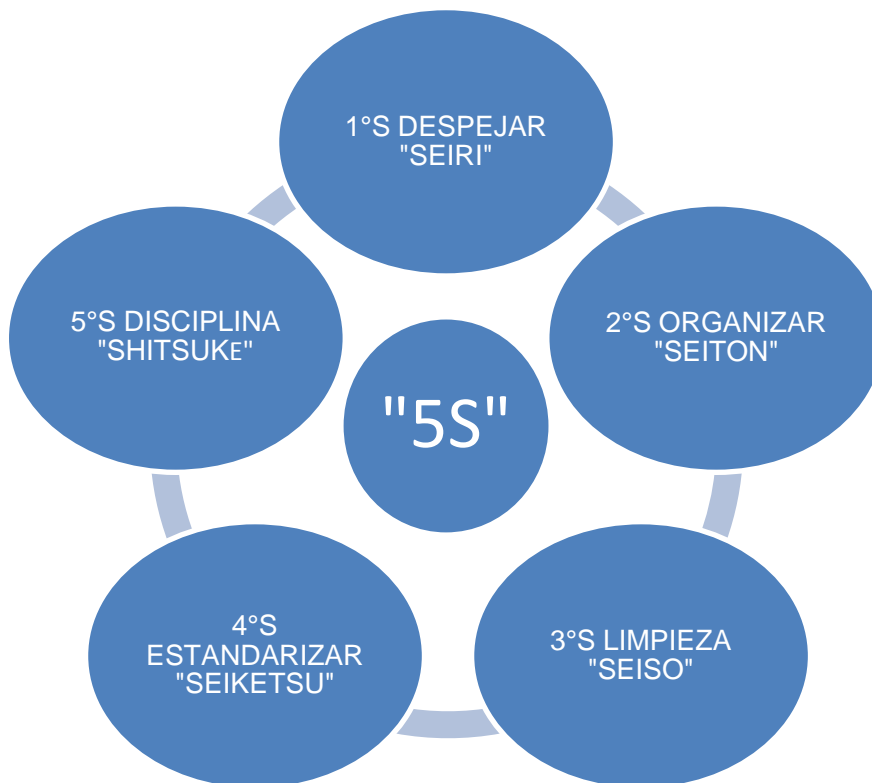 1°S DESPEJAR
"SEIRI"
2°S ORGANIZAR
"SEITON"
3°S LIMPIEZA
"SEISO"
4°S
ESTANDARIZAR
"SEIKETSU"
5°S DISCIPLINA
"SHITSUKE"
"5S"